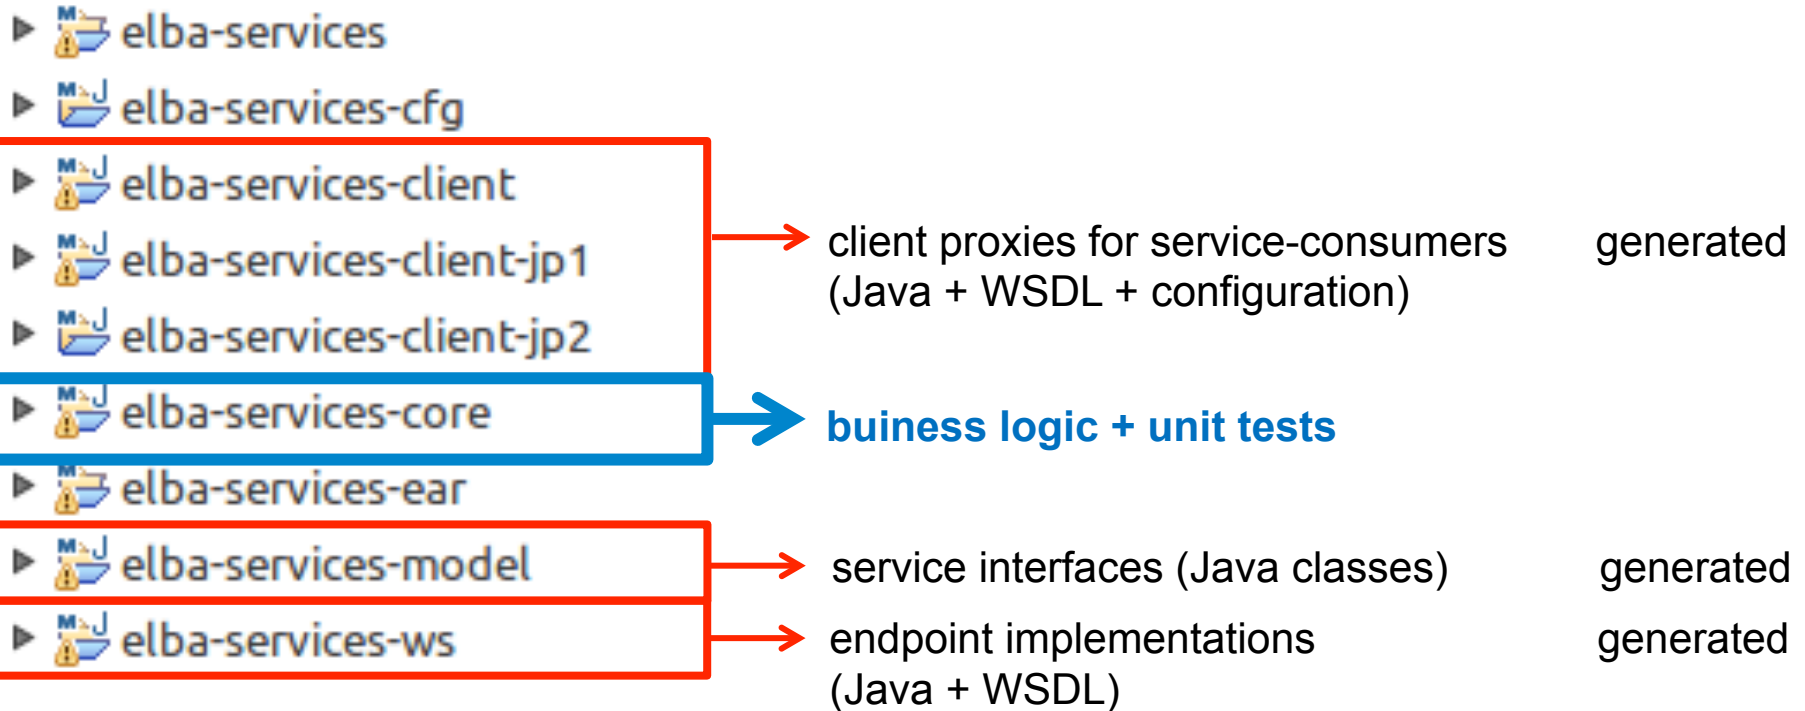 elba-services
elba-services-cfg
elba-services-client
elba-services-client-jp1
client proxies for service-consumers generated
(Java + WSDL + configuration)
elba-services-client-jp2
elba-services-core
buiness logic + unit tests
elba-services-ear
elba-services-model
service interfaces (Java classes) generated
elba-services-ws
endpoint implementations generated
(Java + WSDL)